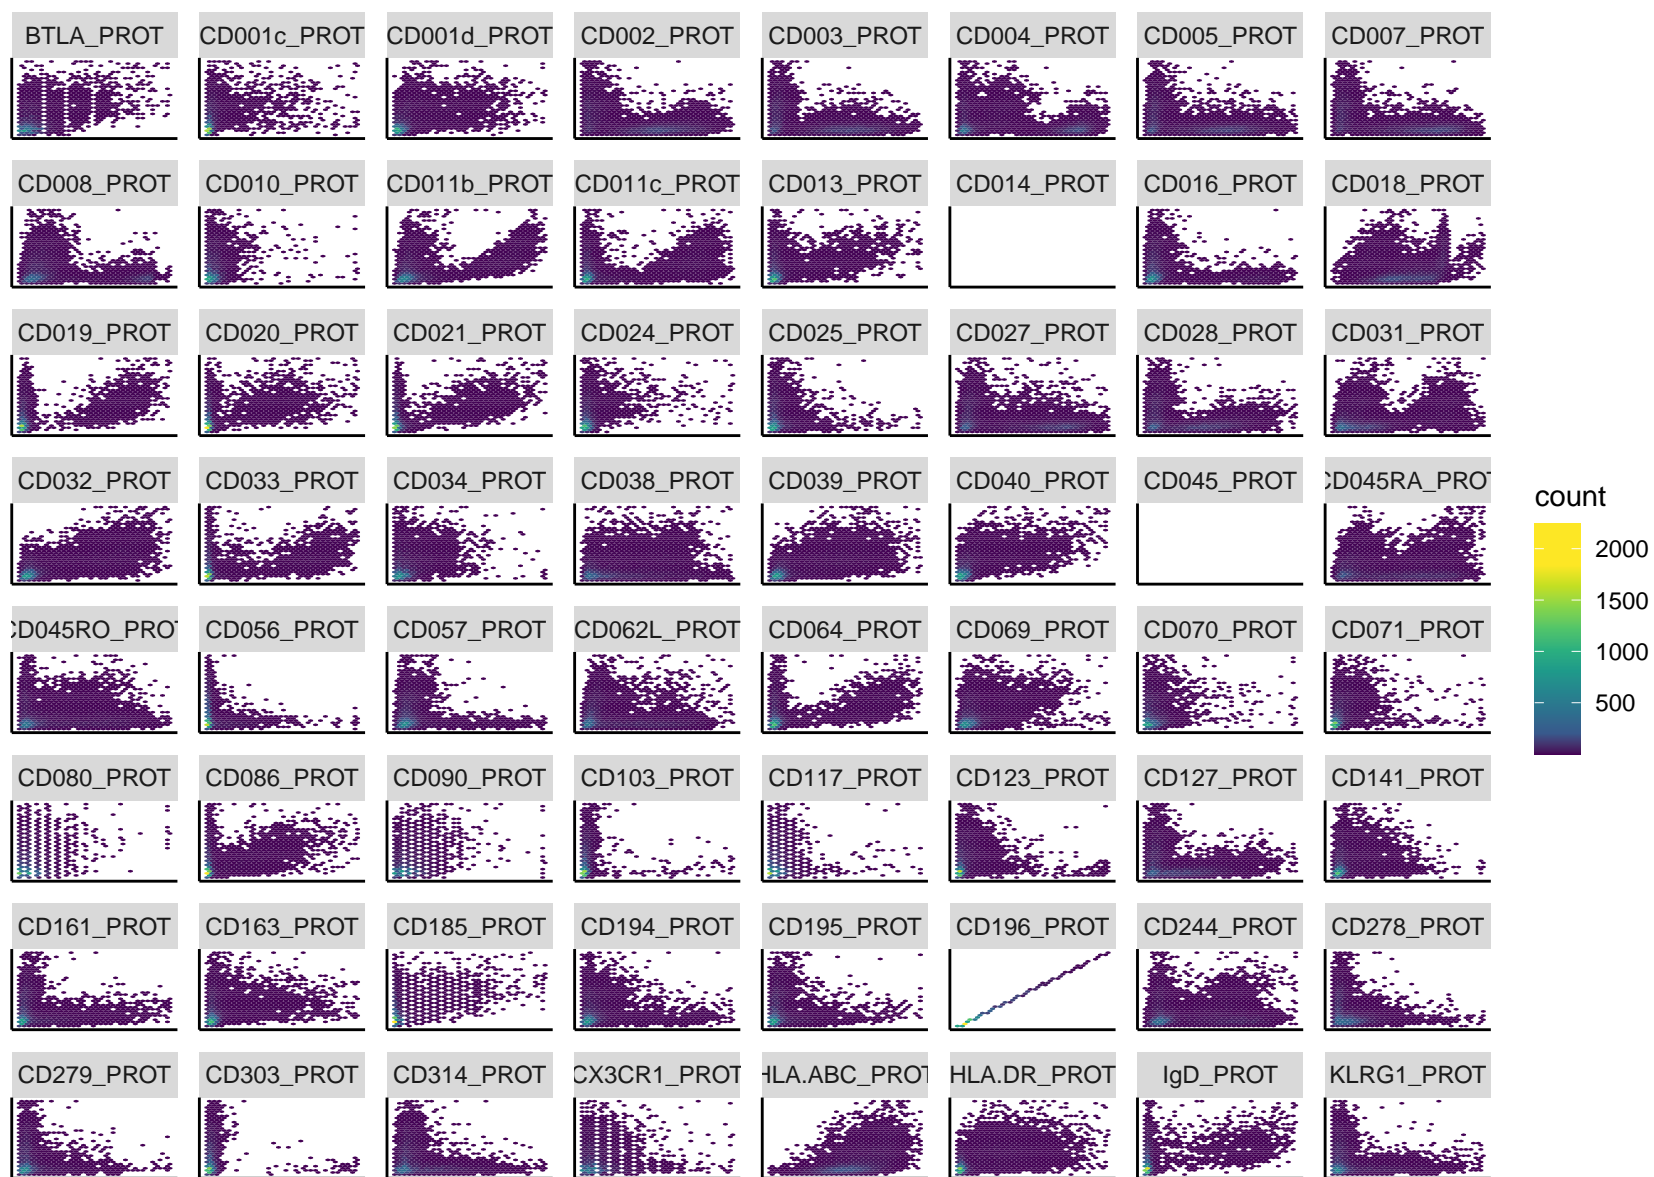 BTLA_PROT CD001c_PROT CD001d_PROT CD002_PROT CD003_PROT CD004_PROT CD005_PROT CD007_PROT
CD008_PROT CD010_PROT CD011b_PROT CD011c_PROT CD013_PROT CD014_PROT CD016_PROT CD018_PROT
CD019_PROT CD020_PROT CD021_PROT CD024_PROT CD025_PROT CD027_PROT CD028_PROT CD031_PROT
CD032_PROT CD033_PROT CD034_PROT CD038_PROT CD039_PROT CD040_PROT CD045_PROT CD045RA_PROT
count
2000
1500
1000
500
CD045RO_PROT CD056_PROT CD057_PROT CD062L_PROT CD064_PROT CD069_PROT CD070_PROT CD071_PROT
CD080_PROT CD086_PROT CD090_PROT CD103_PROT CD117_PROT CD123_PROT CD127_PROT CD141_PROT
CD161_PROT CD163_PROT CD185_PROT CD194_PROT CD195_PROT CD196_PROT CD244_PROT CD278_PROT
CD279_PROT CD303_PROT CD314_PROT CX3CR1_PROT HLA.ABC_PROT HLA.DR_PROT IgD_PROT KLRG1_PROT